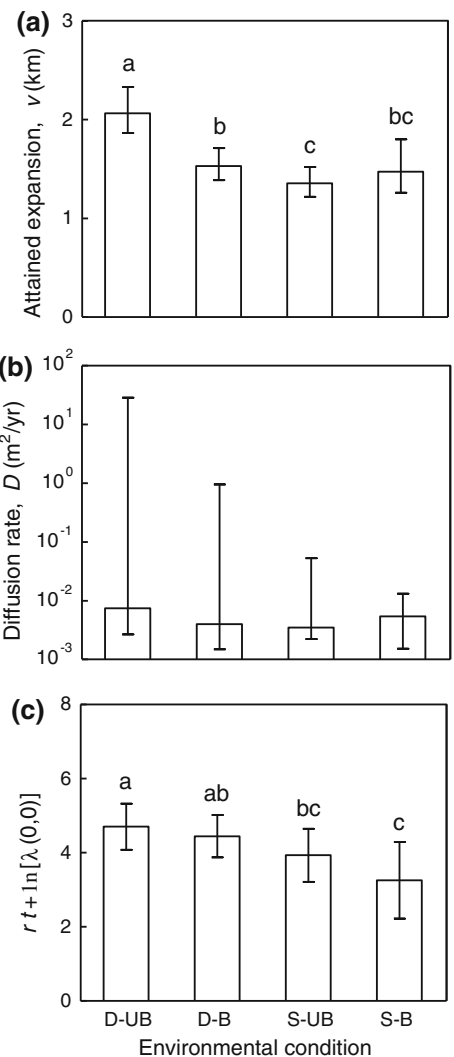 (a)
Attained expansion, v (km)
3
2
1
0
a
b
c
bc
(b)
Diffusion rate, D (m²/yr)
10²
10¹
10⁰
10⁻¹
10⁻²
10⁻³
(c)
r t + ln[λ (0,0)]
8
6
4
2
0
a
ab
bc
c
D-UB D-B S-UB S-B
Environmental condition